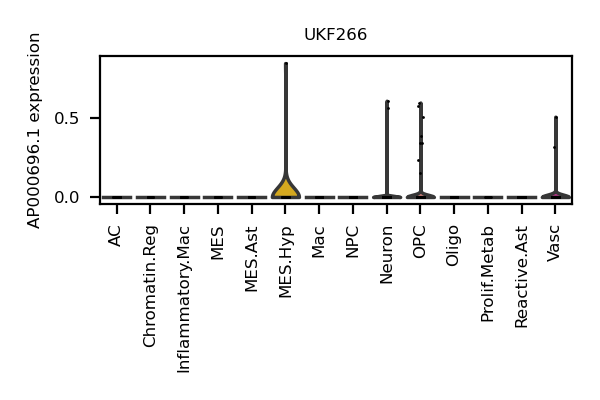 UKF266
AP000696.1 expression
0.5
0.0
AC
Chromatin.Reg
Inflammatory.Mac
MES
MES.Ast
MES.Hyp
Mac
NPC
Neuron
OPC
Oligo
Prolif.Metab
Reactive.Ast
Vasc